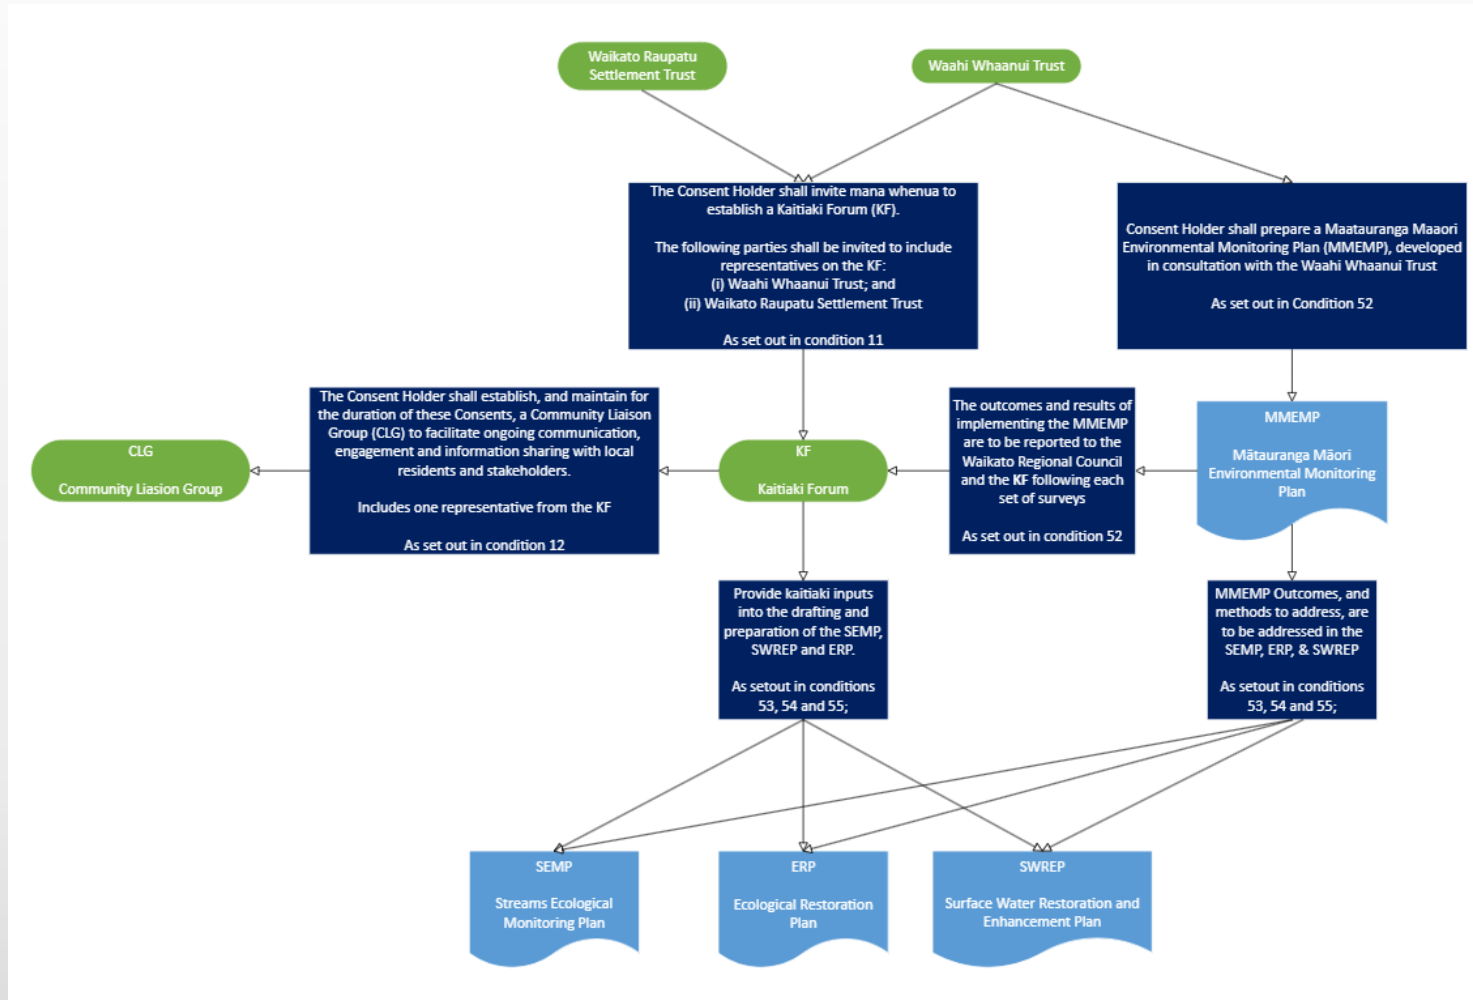 Waikato Raupatu
Settlement Trust
Waahi Whaanui Trust
The Consent Holder shall invite mana whenua to
establish a Kaitiaki Forum (KF).
The following parties shall be invited to include
representatives on the KF:
(i) Waahi Whaanui Trust; and
(ii) Waikato Raupatu Settlement Trust
As set out in condition 11
Consent Holder shall prepare a Maatauranga Maaori
Environmental Monitoring Plan (MMEMP), developed
in consultation with the Waahi Whaanui Trust
As set out in Condition 52
CLG
Community Liasion Group
The Consent Holder shall establish, and maintain for
the duration of these Consents, a Community Liaison
Group (CLG) to facilitate ongoing communication,
engagement and information sharing with local
residents and stakeholders.
Includes one representative from the KF
As set out in condition 12
KF
Kaitiaki Forum
The outcomes and results of
implementing the MMEMP
are to be reported to the
Waikato Regional Council
and the KF following each
set of surveys
As set out in condition 52
MMEMP
Mātauranga Māori
Environmental Monitoring
Plan
Provide kaitiaki inputs
into the drafting and
preparation of the SEMP,
SWREP and ERP.
As setout in conditions
53, 54 and 55;
MMEMP Outcomes, and
methods to address, are
to be addressed in the
SEMP, ERP, & SWREP
As setout in conditions
53, 54 and 55;
SEMP
Streams Ecological
Monitoring Plan
ERP
Ecological Restoration
Plan
SWREP
Surface Water Restoration and
Enhancement Plan